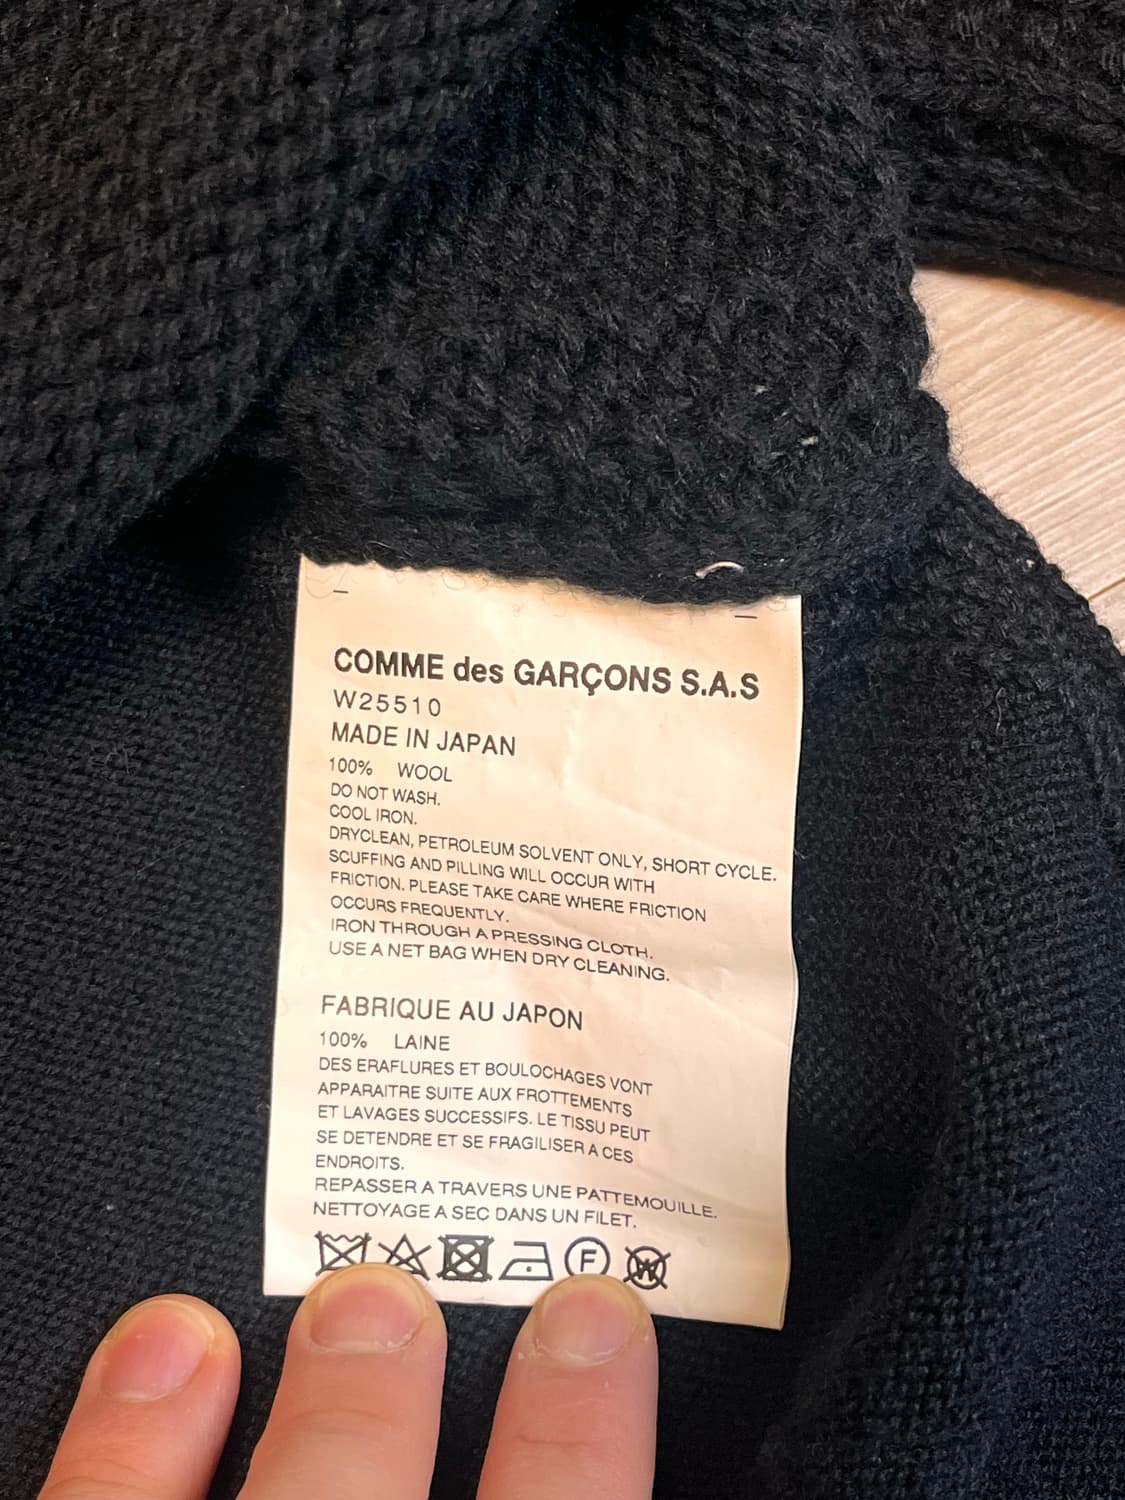 COMME des GARÇONS S.A.S
W25510
MADE IN JAPAN
100% WOOL
DO NOT WASH.
COOL IRON.
DRYCLEAN, PETROLEUM SOLVENT ONLY, SHORT CYCLE.
SCUFFING AND PILLING WILL OCCUR WITH
FRICTION. PLEASE TAKE CARE WHERE FRICTION
OCCURS FREQUENTLY.
IRON THROUGH A PRESSING CLOTH.
USE A NET BAG WHEN DRY CLEANING.
FABRIQUE AU JAPON
100% LAINE
DES ERAFLURES ET BOULOCHAGES VONT
APPARAITRE SUITE AUX FROTTEMENTS
ET LAVAGES SUCCESSIFS. LE TISSU PEUT
SE DETENDRE ET SE FRAGILISER A CES
ENDROITS.
REPASSER A TRAVERS UNE PATTEMOUILLE.
NETTOYAGE A SEC DANS UN FILET.
F W